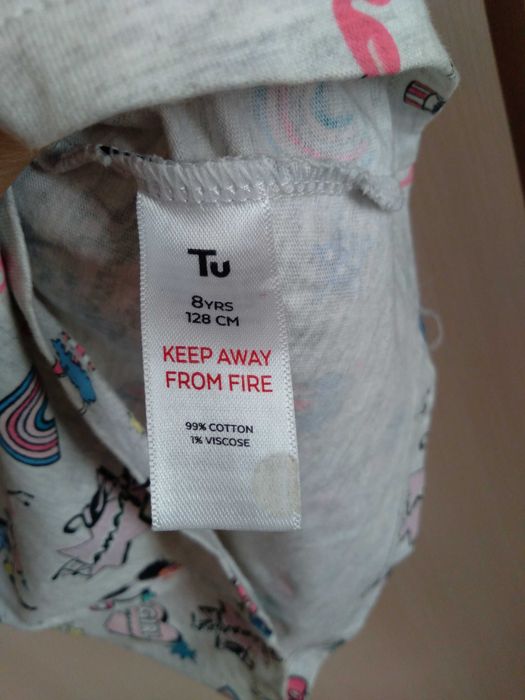 Tu
8YRS
128 CM
KEEP AWAY
FROM FIRE
99% COTTON
1% VISCOSE